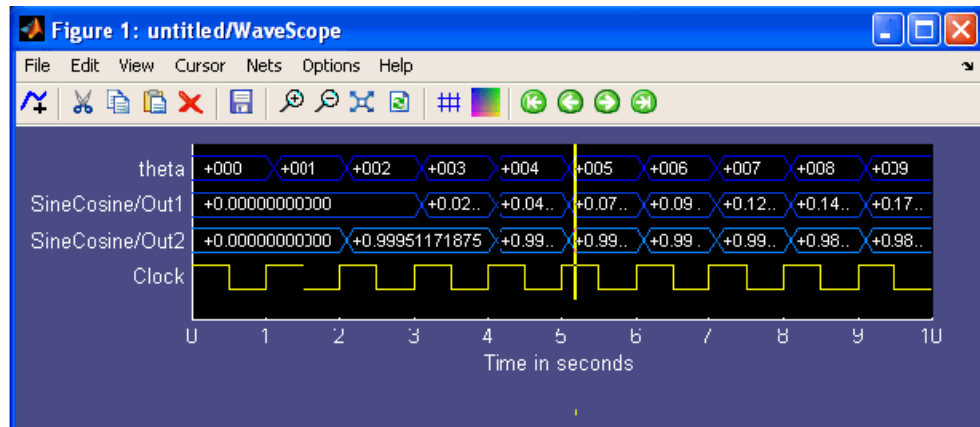 Figure 1: untitled/WaveScope
File Edit View Cursor Nets Options Help
theta +000 +001 +002 +003 +004 +005 +006 +007 +008 +009
SineCosine/Out1 +0.00000000000 +0.02.. +0.04.. +0.07.. +0.09. +0.12.. +0.14.. +0.17..
SineCosine/Out2 +0.00000000000 +0.99951171875 +0.99.. +0.99.. +0.99. +0.99.. +0.98.. +0.98..
Clock
0 1 2 3 4 5 6 7 8 9 10
Time in seconds